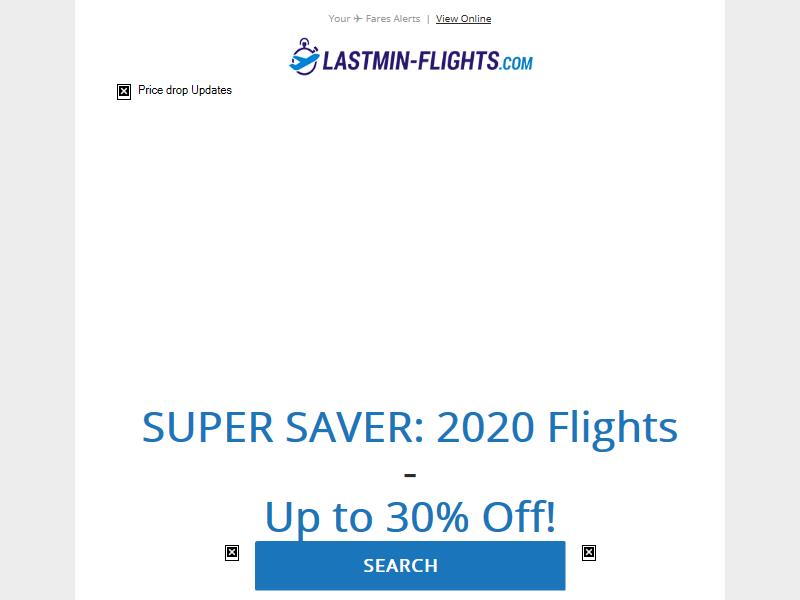 Your ✈ Fares Alerts | View Online
LASTMIN-FLIGHTS.COM
Price drop Updates
SUPER SAVER: 2020 Flights
–
Up to 30% Off!
SEARCH